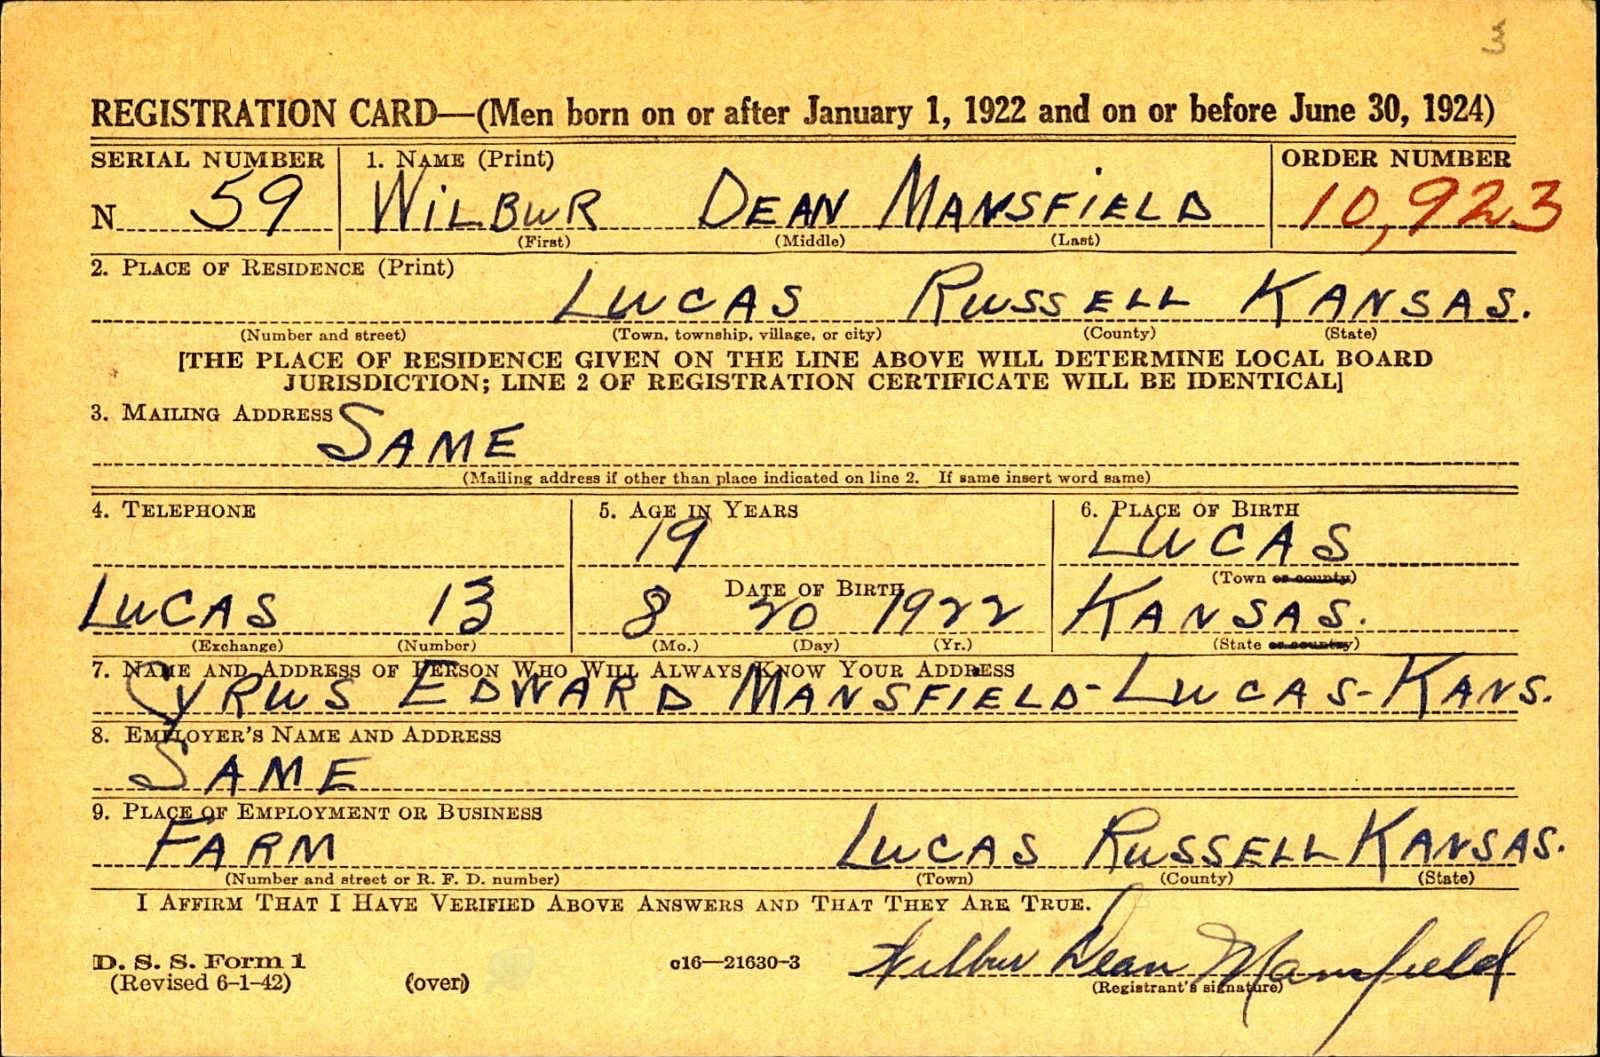 3
REGISTRATION CARD—(Men born on or after January 1, 1922 and on or before June 30, 1924)
SERIAL NUMBER 1. NAME (Print) ORDER NUMBER
N 59 WILBUR DEAN MANSFIELD 10,923
(First) (Middle) (Last)
2. PLACE OF RESIDENCE (Print)
LUCAS RUSSELL KANSAS.
(Number and street) (Town, township, village, or city) (County) (State)
[THE PLACE OF RESIDENCE GIVEN ON THE LINE ABOVE WILL DETERMINE LOCAL BOARD
JURISDICTION; LINE 2 OF REGISTRATION CERTIFICATE WILL BE IDENTICAL]
3. MAILING ADDRESS
SAME
(Mailing address if other than place indicated on line 2. If same insert word same)
4. TELEPHONE 5. AGE IN YEARS 6. PLACE OF BIRTH
19 LUCAS
DATE OF BIRTH (Town or county)
LUCAS 13 8 20 1922 KANSAS.
(Exchange) (Number) (Mo.) (Day) (Yr.) (State or country)
7. NAME AND ADDRESS OF PERSON WHO WILL ALWAYS KNOW YOUR ADDRESS
CYRUS EDWARD MANSFIELD-LUCAS-KANS.
8. EMPLOYER'S NAME AND ADDRESS
SAME
9. PLACE OF EMPLOYMENT OR BUSINESS
FARM LUCAS RUSSELL KANSAS.
(Number and street or R. F. D. number) (Town) (County) (State)
I AFFIRM THAT I HAVE VERIFIED ABOVE ANSWERS AND THAT THEY ARE TRUE.
D. S. S. Form 1 c16—21630-3 Wilbur Dean Mansfield
(Revised 6-1-42) (over) (Registrant's signature)